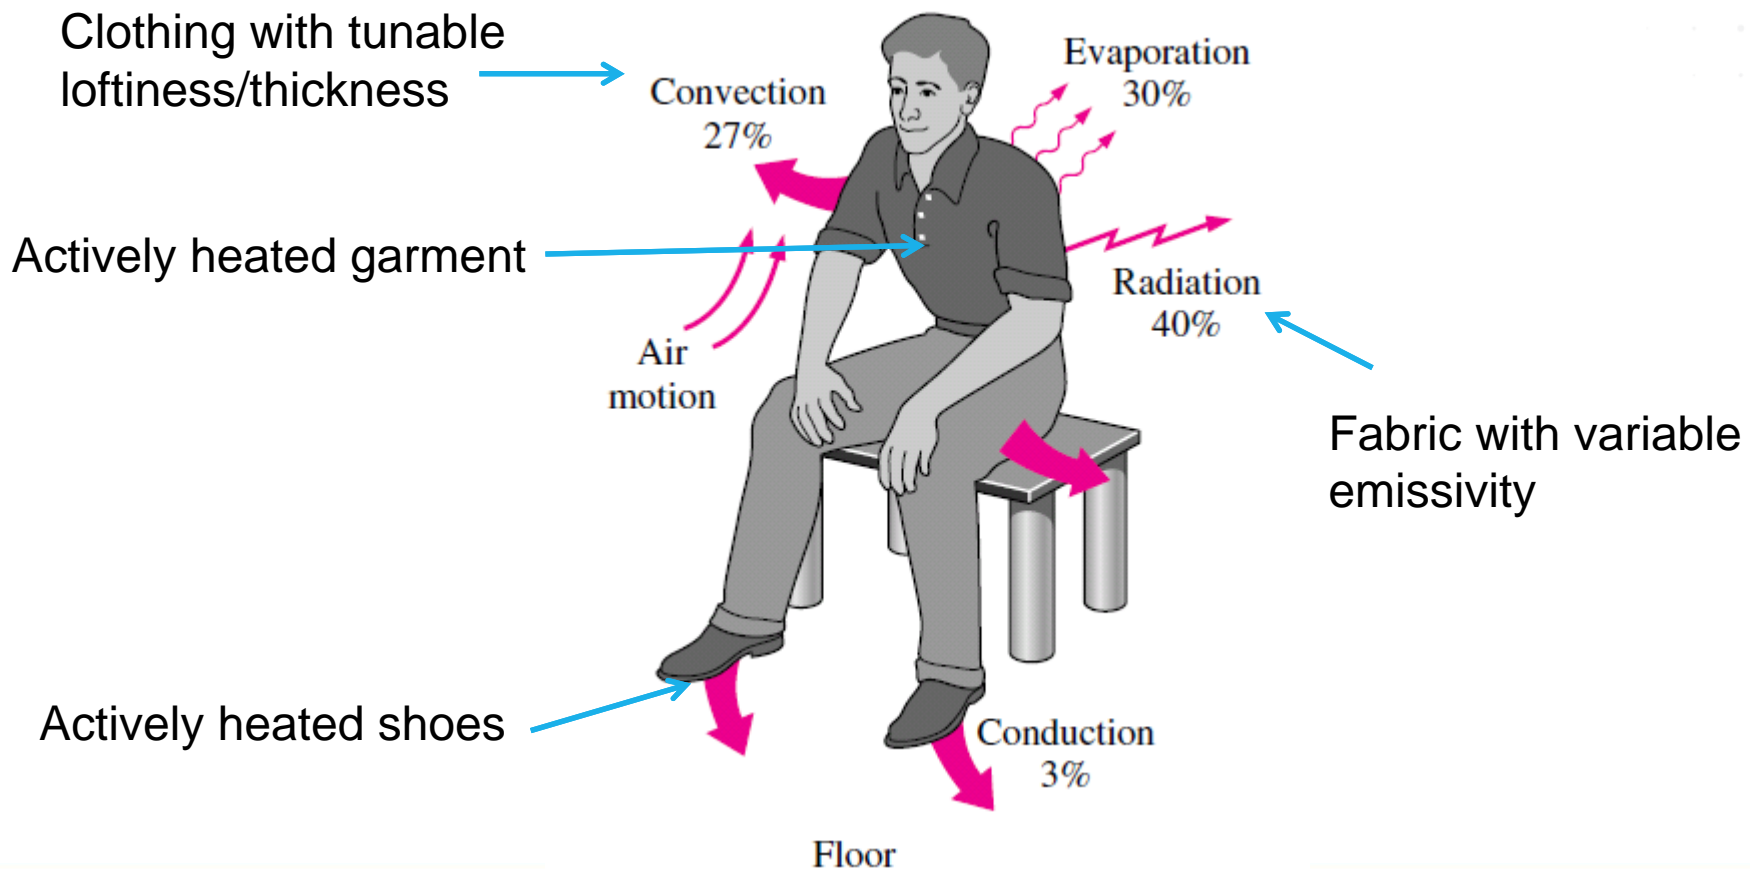 Clothing with tunable
loftiness/thickness
Convection
27%
Evaporation
30%
Actively heated garment
Radiation
40%
Air
motion
Fabric with variable
emissivity
Actively heated shoes
Conduction
3%
Floor